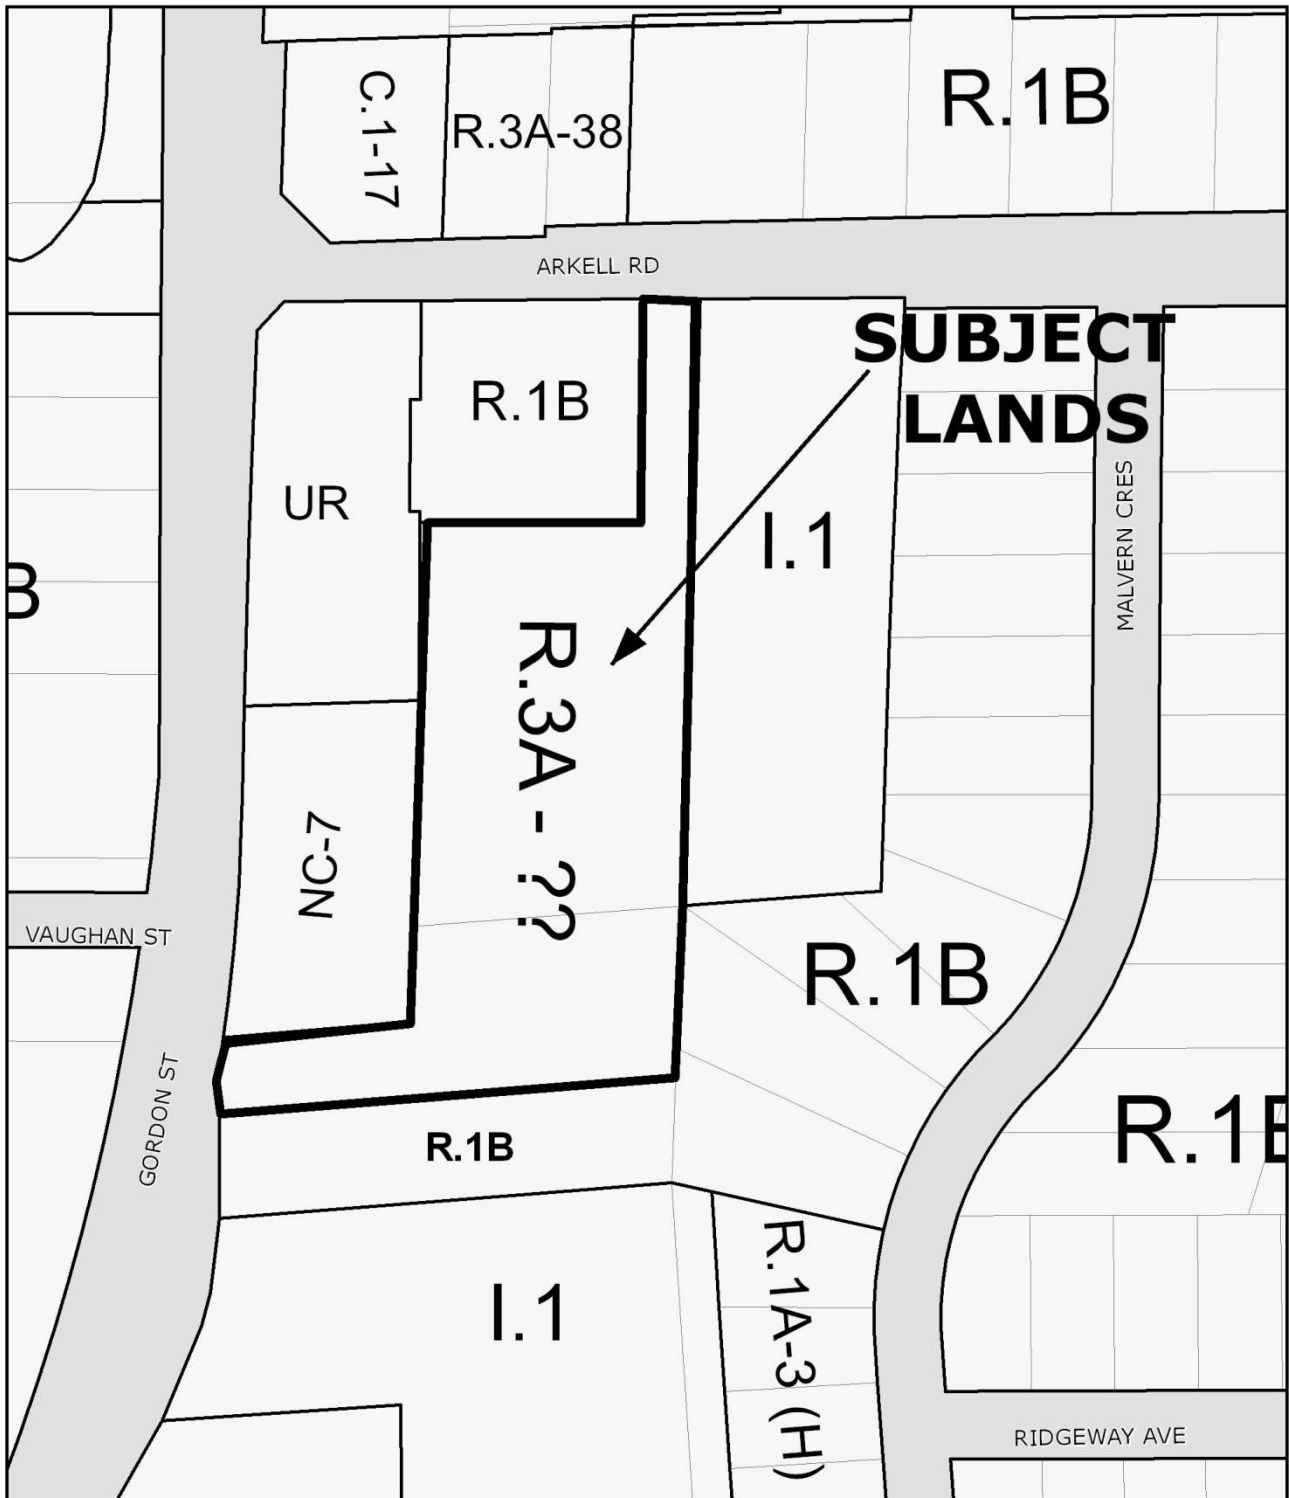 C.1-17
R.3A-38
R.1B
ARKELL RD
SUBJECT
LANDS
R.1B
UR
I.1
MALVERN CRES
B
R.3A - ??
NC-7
VAUGHAN ST
R.1B
GORDON ST
R.1B
R.1B
I.1
R.1A-3 (H)
RIDGEWAY AVE